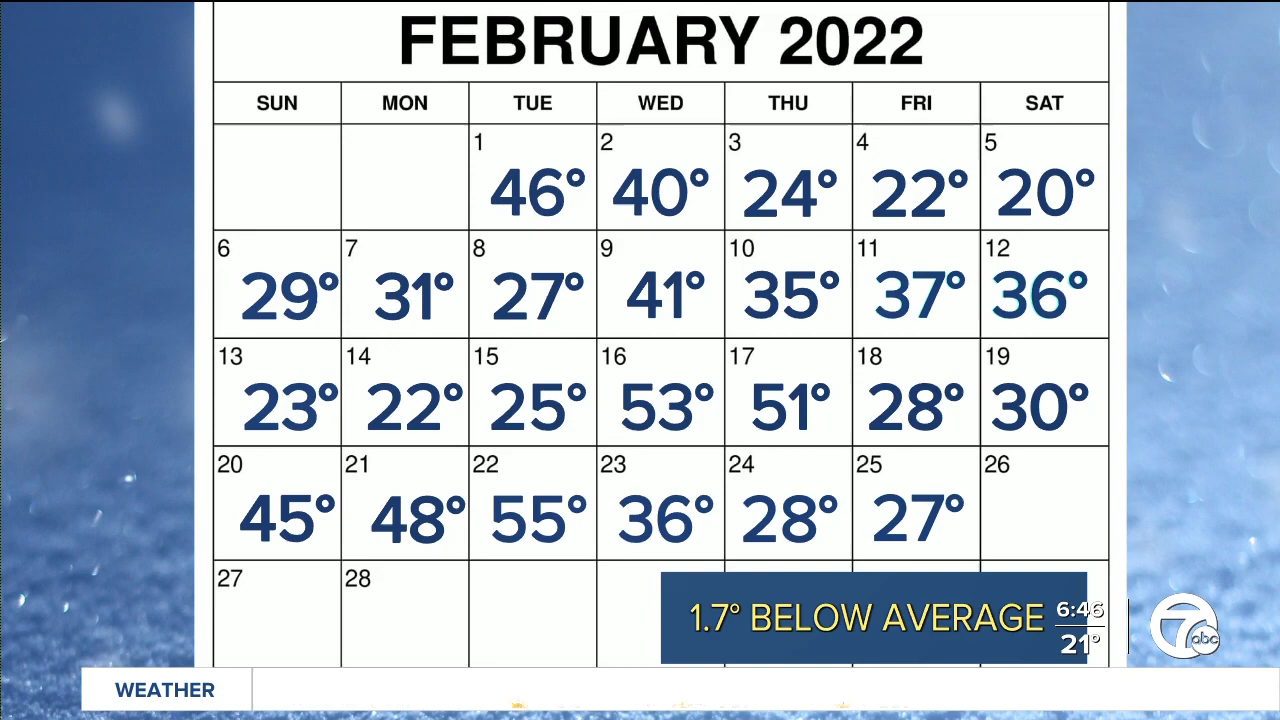 FEBRUARY 2022
SUN MON TUE WED THU FRI SAT
1 2 3 4 5
46° 40° 24° 22° 20°
6 7 8 9 10 11 12
29° 31° 27° 41° 35° 37° 36°
13 14 15 16 17 18 19
23° 22° 25° 53° 51° 28° 30°
20 21 22 23 24 25 26
45° 48° 55° 36° 28° 27°
27 28
1.7° BELOW AVERAGE
6:46
21°
7 abc
WEATHER